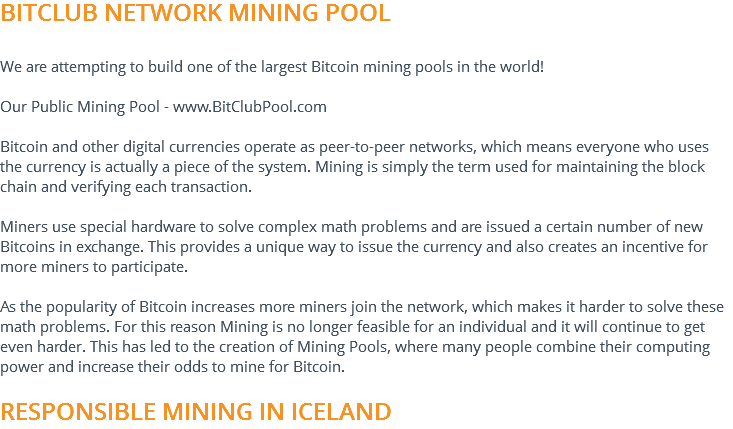 BITCLUB NETWORK MINING POOL
We are attempting to build one of the largest Bitcoin mining pools in the world!
Our Public Mining Pool - www.BitClubPool.com
Bitcoin and other digital currencies operate as peer-to-peer networks, which means everyone who uses
the currency is actually a piece of the system. Mining is simply the term used for maintaining the block
chain and verifying each transaction.
Miners use special hardware to solve complex math problems and are issued a certain number of new
Bitcoins in exchange. This provides a unique way to issue the currency and also creates an incentive for
more miners to participate.
As the popularity of Bitcoin increases more miners join the network, which makes it harder to solve these
math problems. For this reason Mining is no longer feasible for an individual and it will continue to get
even harder. This has led to the creation of Mining Pools, where many people combine their computing
power and increase their odds to mine for Bitcoin.
RESPONSIBLE MINING IN ICELAND